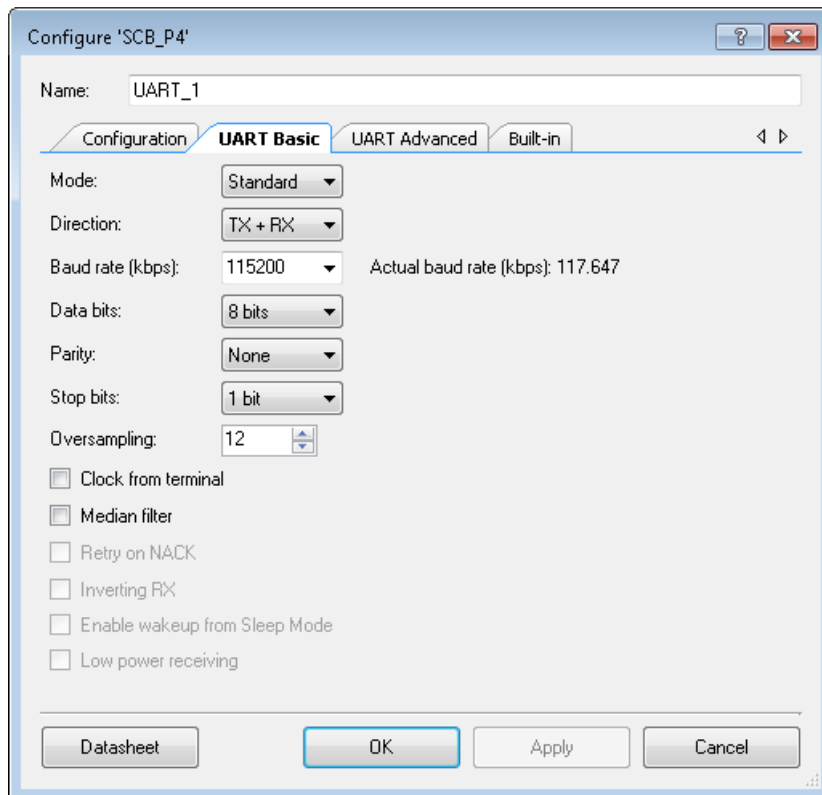 Configure 'SCB_P4'
Name: UART_1
Configuration UART Basic UART Advanced Built-in
Mode: Standard
Direction: TX + RX
Baud rate (kbps): 115200 Actual baud rate (kbps): 117.647
Data bits: 8 bits
Parity: None
Stop bits: 1 bit
Oversampling: 12
Clock from terminal
Median filter
Retry on NACK
Inverting RX
Enable wakeup from Sleep Mode
Low power receiving
Datasheet OK Apply Cancel